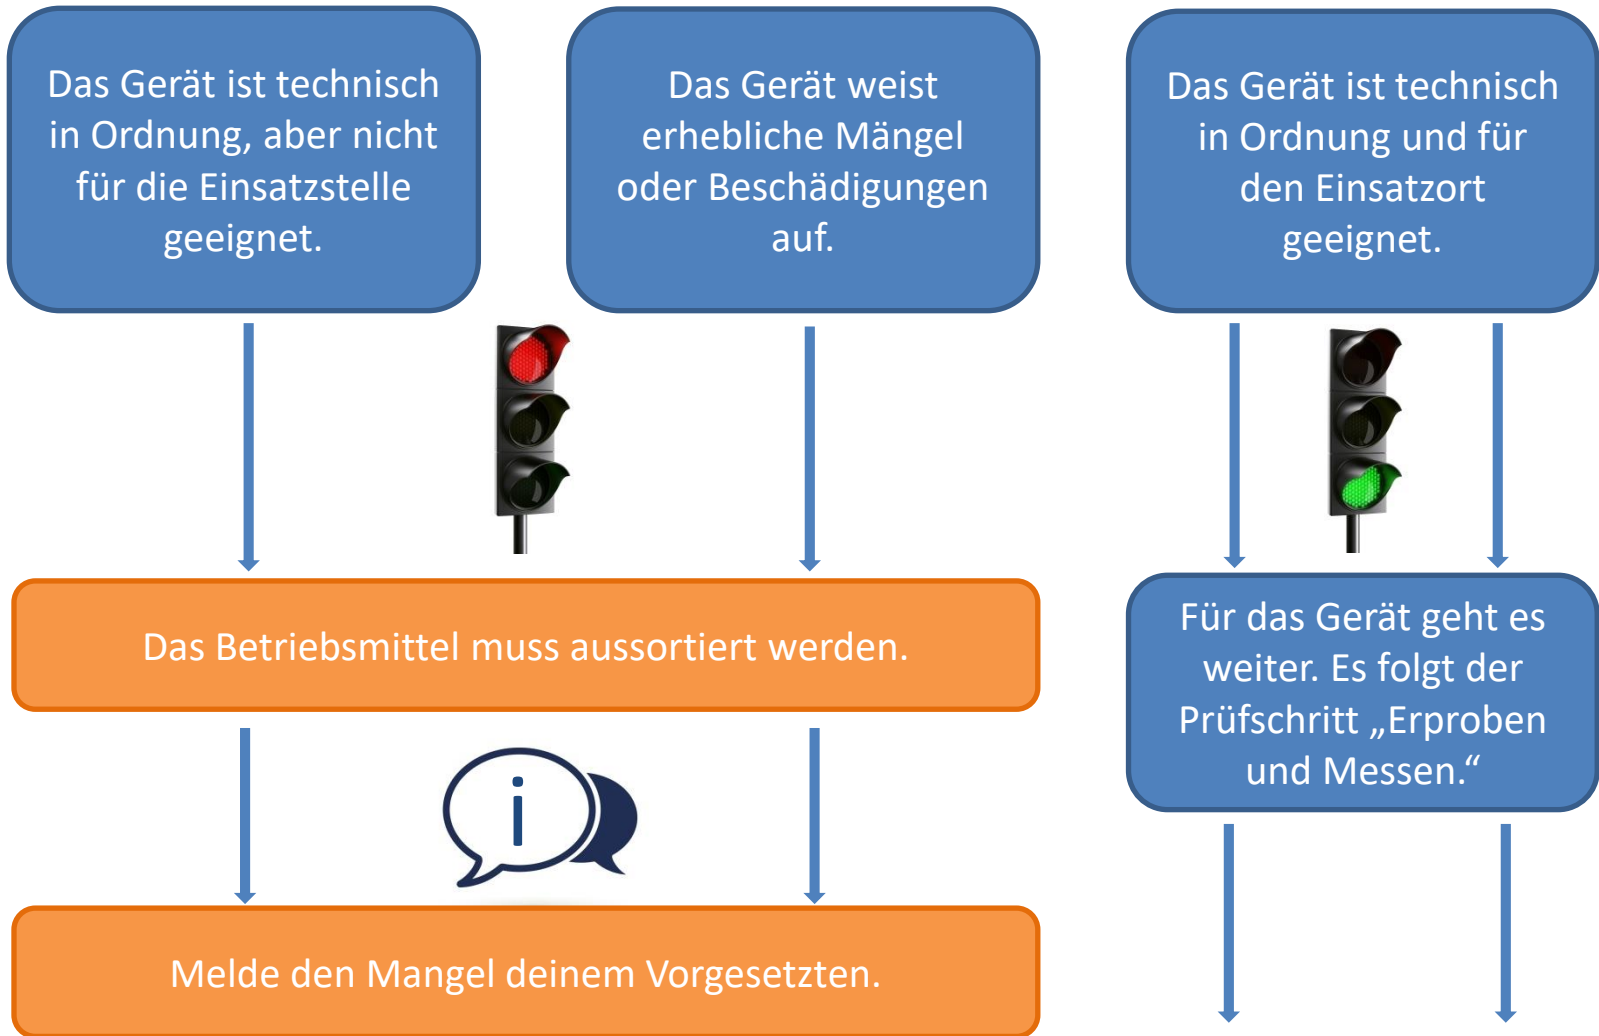 Das Gerät ist technisch
in Ordnung, aber nicht
für die Einsatzstelle
geeignet.
Das Gerät weist
erhebliche Mängel
oder Beschädigungen
auf.
Das Gerät ist technisch
in Ordnung und für
den Einsatzort
geeignet.
Das Betriebsmittel muss aussortiert werden.
Für das Gerät geht es
weiter. Es folgt der
Prüfschritt „Erproben
und Messen.“
i
Melde den Mangel deinem Vorgesetzten.